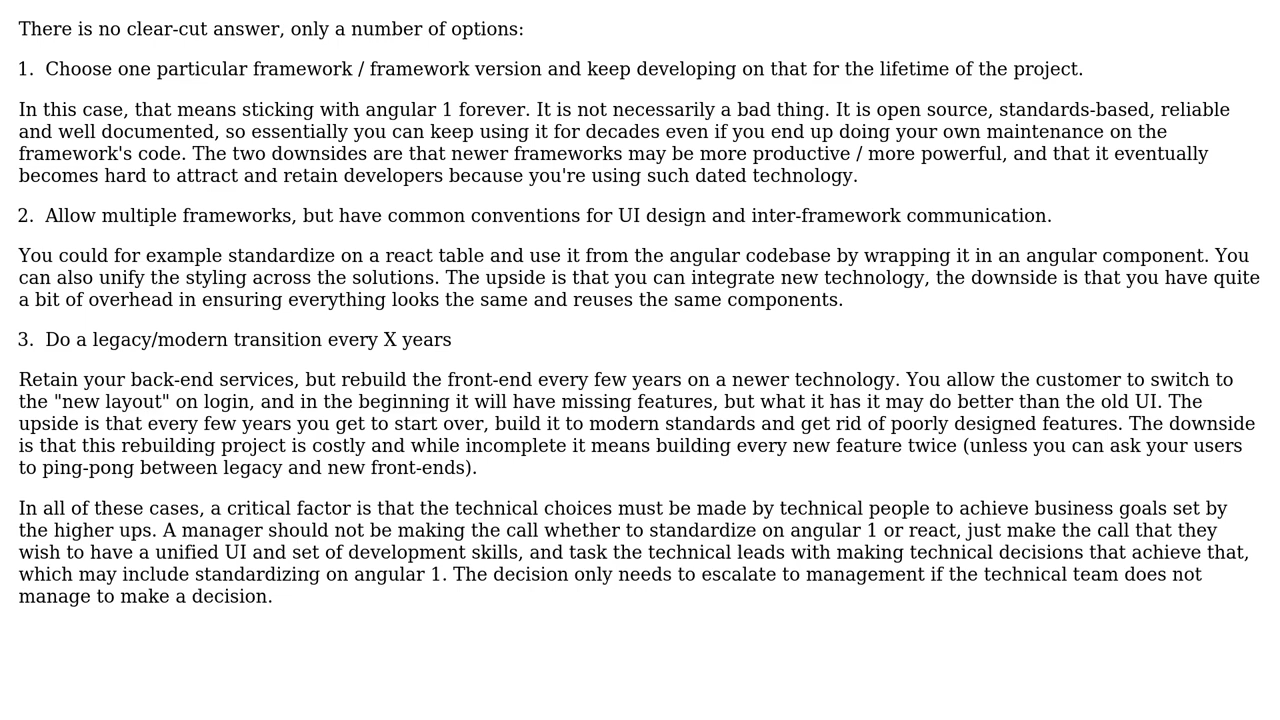 There is no clear-cut answer, only a number of options:
1. Choose one particular framework / framework version and keep developing on that for the lifetime of the project.
In this case, that means sticking with angular 1 forever. It is not necessarily a bad thing. It is open source, standards-based, reliable
and well documented, so essentially you can keep using it for decades even if you end up doing your own maintenance on the
framework's code. The two downsides are that newer frameworks may be more productive / more powerful, and that it eventually
becomes hard to attract and retain developers because you're using such dated technology.
2. Allow multiple frameworks, but have common conventions for UI design and inter-framework communication.
You could for example standardize on a react table and use it from the angular codebase by wrapping it in an angular component. You
can also unify the styling across the solutions. The upside is that you can integrate new technology, the downside is that you have quite
a bit of overhead in ensuring everything looks the same and reuses the same components.
3. Do a legacy/modern transition every X years
Retain your back-end services, but rebuild the front-end every few years on a newer technology. You allow the customer to switch to
the "new layout" on login, and in the beginning it will have missing features, but what it has it may do better than the old UI. The
upside is that every few years you get to start over, build it to modern standards and get rid of poorly designed features. The downside
is that this rebuilding project is costly and while incomplete it means building every new feature twice (unless you can ask your users
to ping-pong between legacy and new front-ends).
In all of these cases, a critical factor is that the technical choices must be made by technical people to achieve business goals set by
the higher ups. A manager should not be making the call whether to standardize on angular 1 or react, just make the call that they
wish to have a unified UI and set of development skills, and task the technical leads with making technical decisions that achieve that,
which may include standardizing on angular 1. The decision only needs to escalate to management if the technical team does not
manage to make a decision.